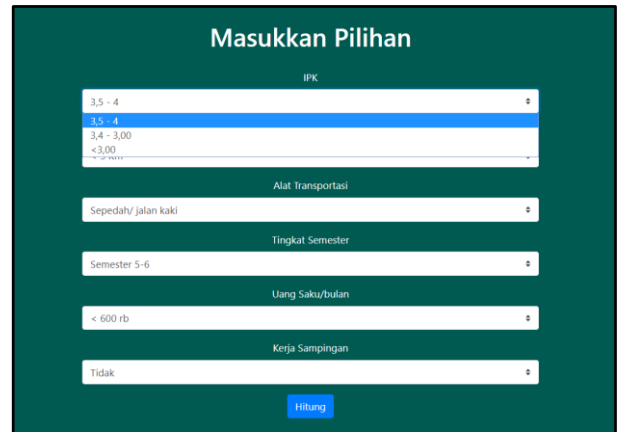 Masukkan Pilihan
IPK
3,5 - 4
3,5 - 4
3,4 - 3,00
<3,00
Alat Transportasi
Sepedah/ jalan kaki
Tingkat Semester
Semester 5-6
Uang Saku/bulan
< 600 rb
Kerja Sampingan
Tidak
Hitung